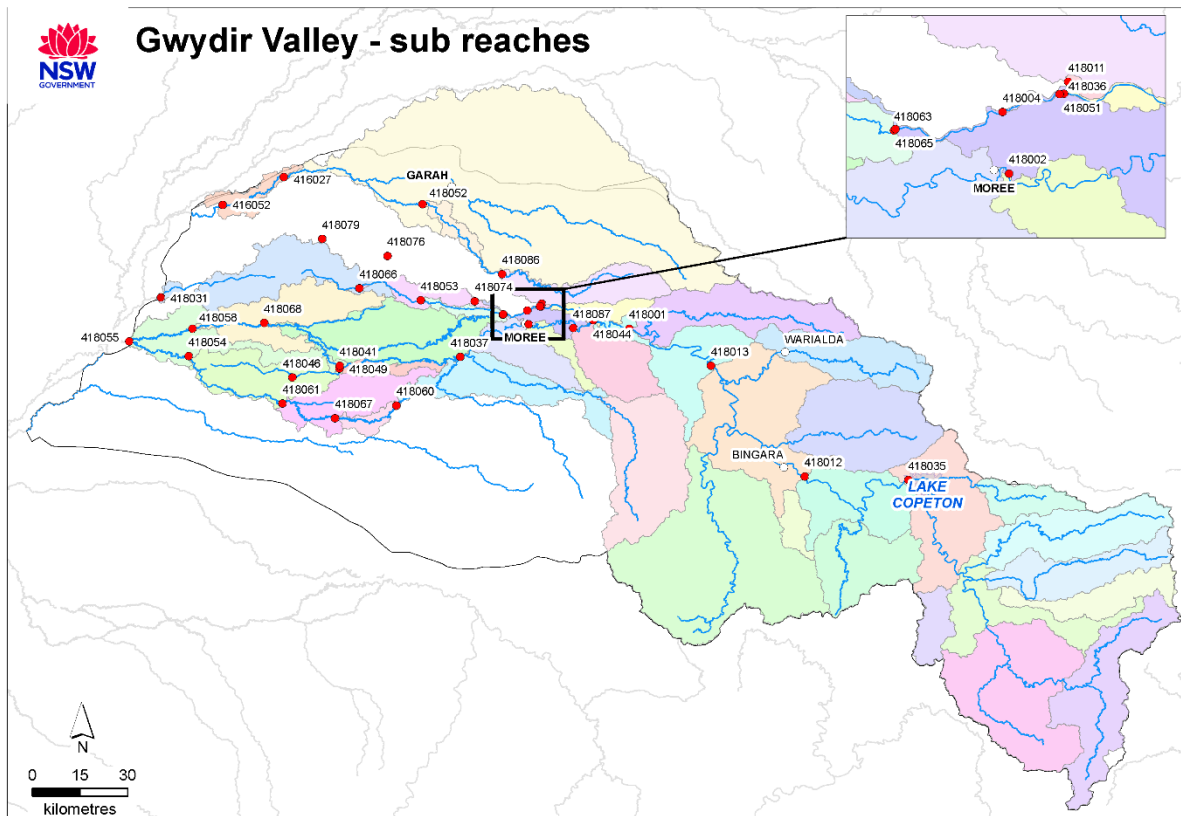 Gwydir Valley - sub reaches
NSW
GOVERNMENT
418011
418036
418004
418051
418063
418065
418002
MOREE
416027
GARAH
416052
418052
418079
418076
418086
418066
418031
418053
418074
418058
418068
418087
418001
418055
MOREE
418044
418054
418041
418037
WARIALDA
418013
418046
418049
418061
418067
418060
BINGARA
418012
418035
LAKE
COPETON
N
0 15 30
kilometres